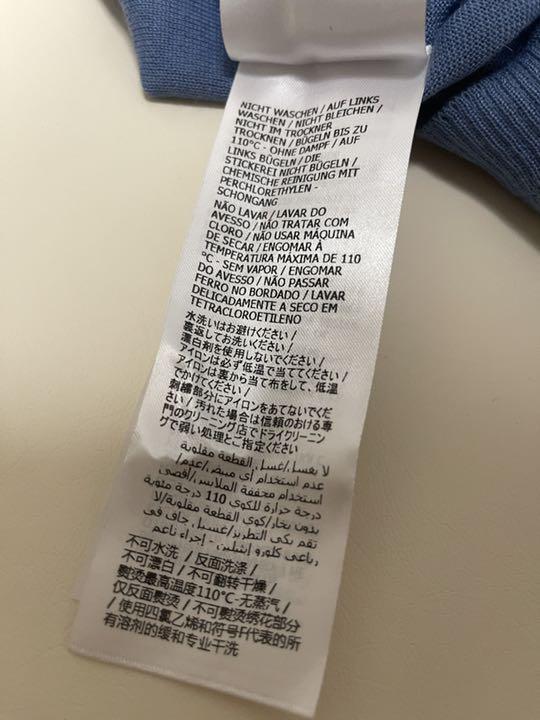 NICHT WASCHEN / AUF LINKS
WASCHEN / NICHT BLEICHEN /
NICHT IM TROCKNER
TROCKNEN / BÜGELN BIS ZU
110°C - OHNE DAMPF / AUF
LINKS BÜGELN / DIE
STICKEREI NICHT BÜGELN /
CHEMISCHE REINIGUNG MIT
PERCHLORETHYLEN -
SCHONGANG
NÃO LAVAR / LAVAR DO
AVESSO / NÃO TRATAR COM
CLORO / NÃO USAR MÁQUINA
DE SECAR / ENGOMAR À
TEMPERATURA MÁXIMA DE 110
°C - SEM VAPOR / ENGOMAR
DO AVESSO / NÃO PASSAR
FERRO NO BORDADO / LAVAR
DELICADAMENTE A SECO EM
TETRACLOROETILENO
水洗いはお避けください /
裏返してお洗いください /
漂白剤を使用しないでください /
アイロンは必ず低温で当ててください /
アイロンは裏から当て布をして、低温
でかけてください /
刺繍部分にアイロンをあてないでくだ
さい / 汚れた場合は信頼のおける専
門のクリーニング店でドライクリーニン
グで弱い処理とご指定ください
لا يغسل/غسل القطعة مقلوبة
عدم استخدام أي مبيض/عدم/
استخدام مجففة الملابس/أقصى
درجة حرارة للكوي 110 درجة مئوية
بدون بخار/كوي القطعة مقلوبة/لا
تقم بكي التطريز/غسيل جاف في
رباعي كلورو إيثيلين - إجراء ناعم
不可水洗 / 反面洗涤 /
不可漂白 / 不可翻转干燥 /
熨烫最高温度110°C-无蒸汽 /
仅反面熨烫 / 不可熨烫绣花部分
/ 使用四氯乙烯和符号F代表的所
有溶剂的缓和专业干洗